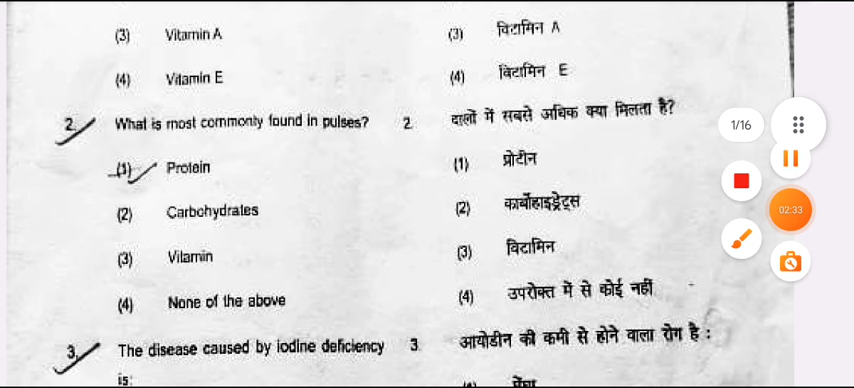 (3) Vitamin A
(4) Vitamin E
2. What is most commonly found in pulses?
(1) Protein
(2) Carbohydrates
(3) Vitamin
(4) None of the above
3. The disease caused by iodine deficiency
is:
(3) विटामिन A
(4) विटामिन E
2. दालों में सबसे अधिक क्या मिलता है?
(1) प्रोटीन
(2) कार्बोहाइड्रेट्स
(3) विटामिन
(4) उपरोक्त में से कोई नहीं
3. आयोडीन की कमी से होने वाला रोग है :
1/16
02:33